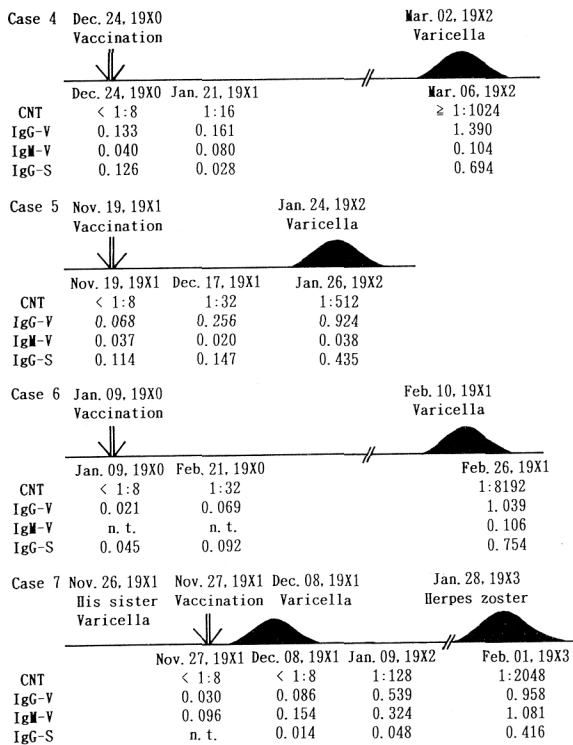 Case 4 Dec. 24, 19X0 Mar. 02, 19X2
Vaccination Varicella
Dec. 24, 19X0 Jan. 21, 19X1 Mar. 06, 19X2
CNT < 1:8 1:16 ≧ 1:1024
IgG-V 0.133 0.161 1.390
IgM-V 0.040 0.080 0.104
IgG-S 0.126 0.028 0.694
Case 5 Nov. 19, 19X1 Jan. 24, 19X2
Vaccination Varicella
Nov. 19, 19X1 Dec. 17, 19X1 Jan. 26, 19X2
CNT < 1:8 1:32 1:512
IgG-V 0.068 0.256 0.924
IgM-V 0.037 0.020 0.038
IgG-S 0.114 0.147 0.435
Case 6 Jan. 09, 19X0 Feb. 10, 19X1
Vaccination Varicella
Jan. 09, 19X0 Feb. 21, 19X0 Feb. 26, 19X1
CNT < 1:8 1:32 1:8192
IgG-V 0.021 0.069 1.039
IgM-V n.t. n.t. 0.106
IgG-S 0.045 0.092 0.754
Case 7 Nov. 26, 19X1 Nov. 27, 19X1 Dec. 08, 19X1 Jan. 28, 19X3
His sister Vaccination Varicella Herpes zoster
Varicella
Nov. 27, 19X1 Dec. 08, 19X1 Jan. 09, 19X2 Feb. 01, 19X3
CNT < 1:8 < 1:8 1:128 1:2048
IgG-V 0.030 0.086 0.539 0.958
IgM-V 0.096 0.154 0.324 1.081
IgG-S n.t. 0.014 0.048 0.416